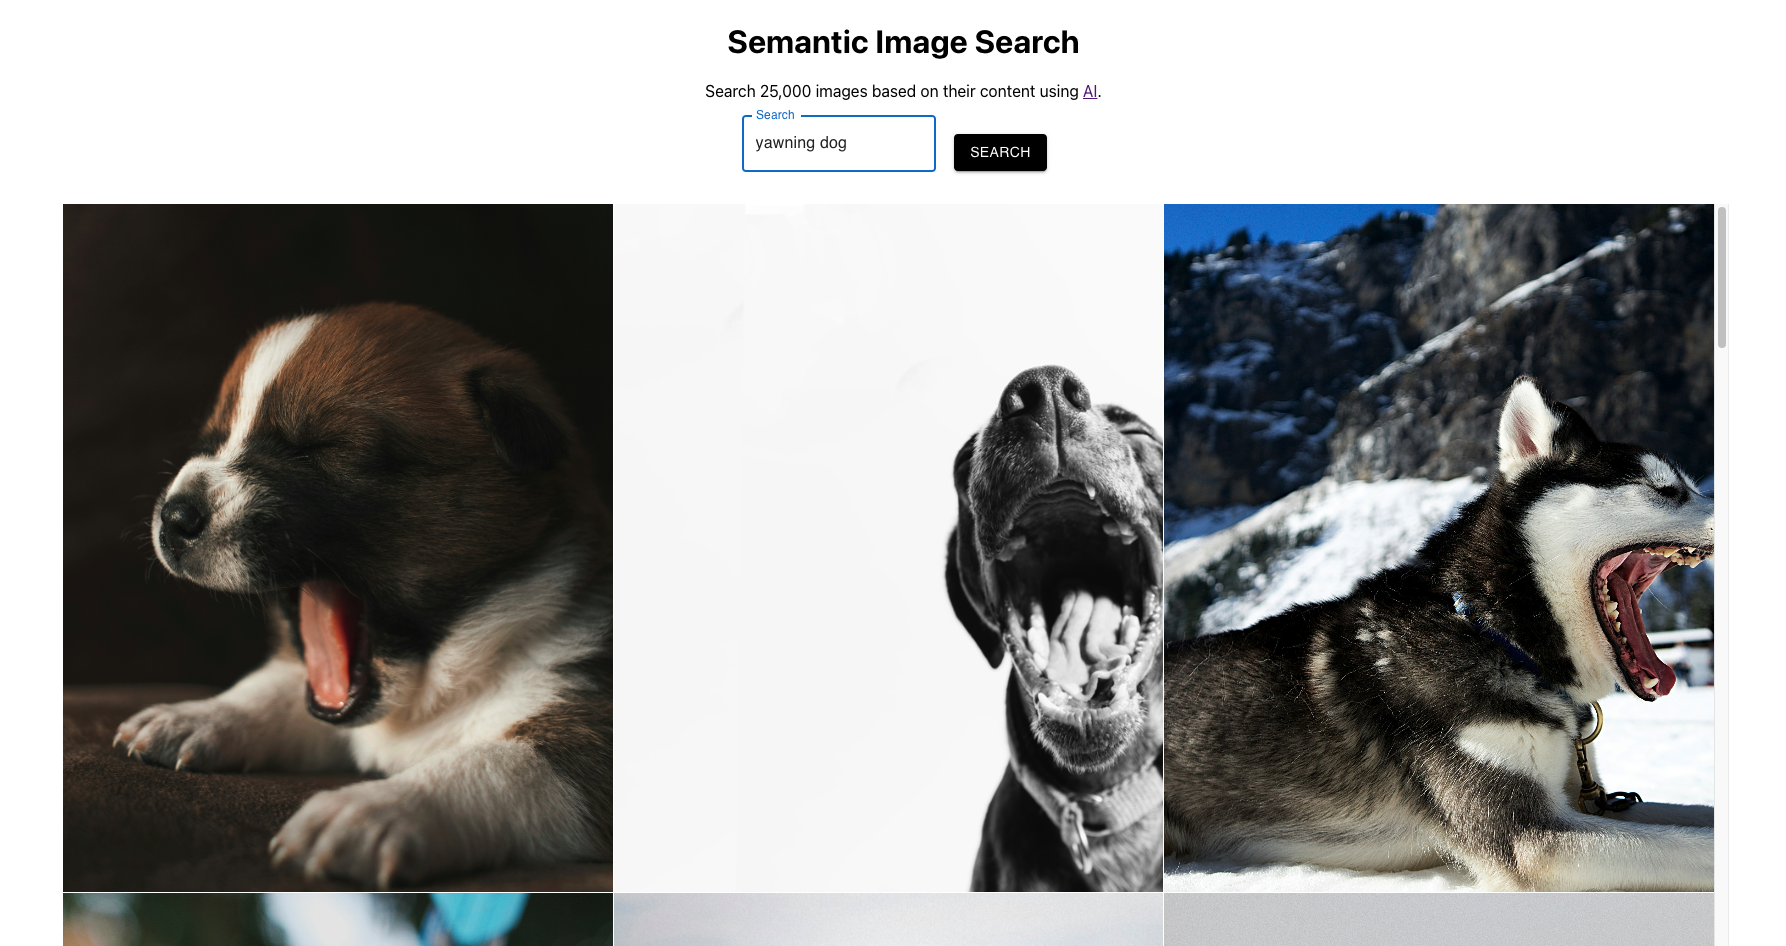 Semantic Image Search
Search 25,000 images based on their content using AI.
Search
yawning dog
SEARCH